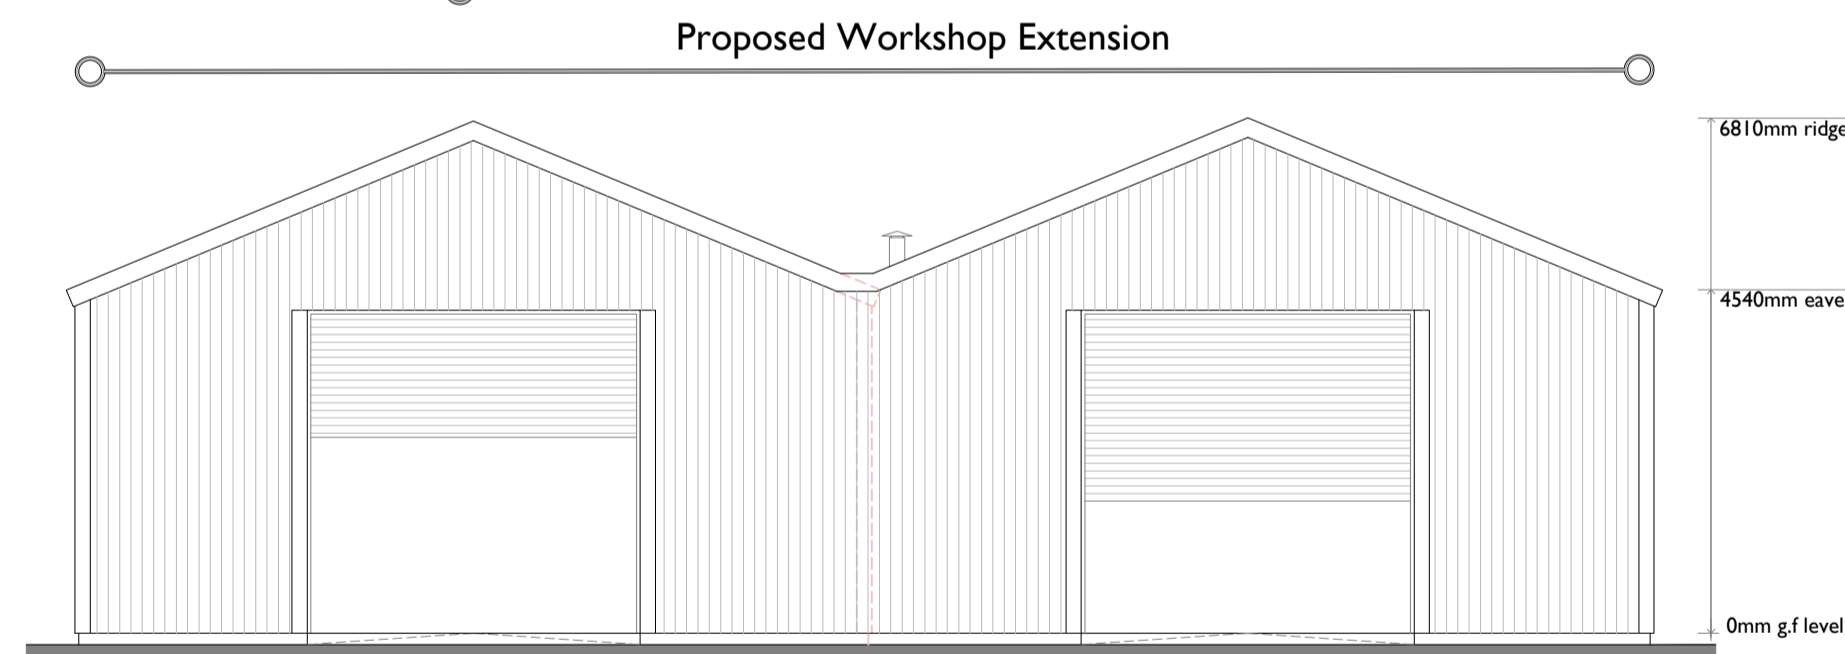 Proposed Workshop Extension
6810mm ridge
4540mm eave
0mm g.f level